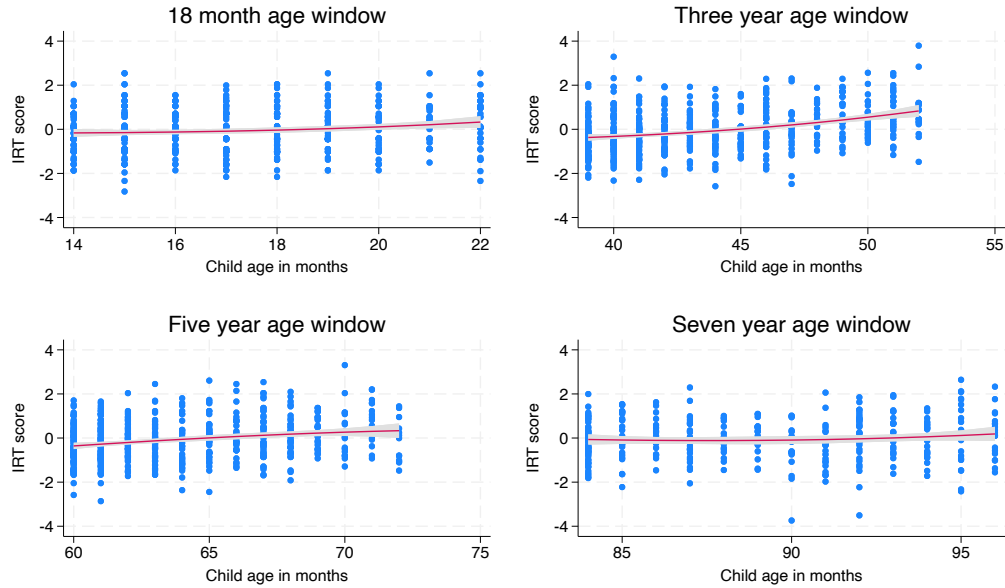 18 month age window
4
2
0
-2
-4
IRT score
14 16 18 20 22
Child age in months
Three year age window
4
2
0
-2
-4
IRT score
40 45 50 55
Child age in months
Five year age window
4
2
0
-2
-4
IRT score
60 65 70 75
Child age in months
Seven year age window
4
2
0
-2
-4
IRT score
85 90 95
Child age in months